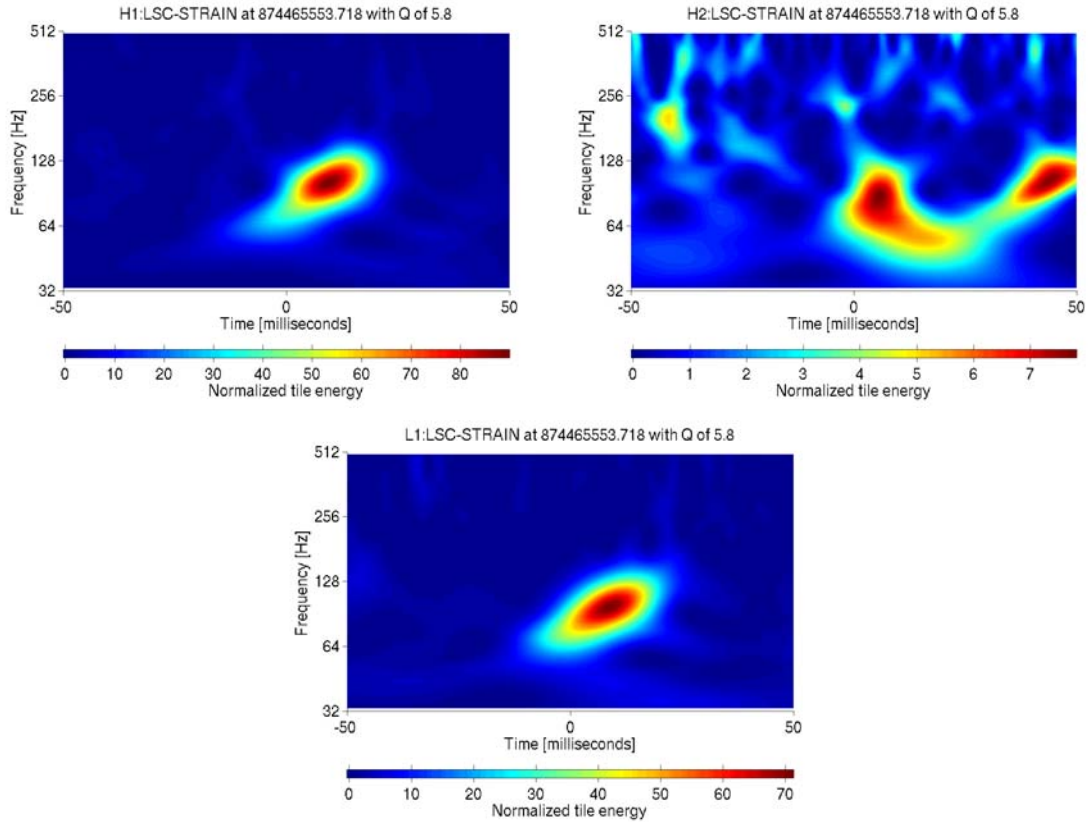 H1:LSC-STRAIN at 874465553.718 with Q of 5.8
512
256
128
64
32
Frequency [Hz]
-50 0 50
Time [milliseconds]
0 10 20 30 40 50 60 70 80
Normalized tile energy
H2:LSC-STRAIN at 874465553.718 with Q of 5.8
512
256
128
64
32
Frequency [Hz]
-50 0 50
Time [milliseconds]
0 1 2 3 4 5 6 7
Normalized tile energy
L1:LSC-STRAIN at 874465553.718 with Q of 5.8
512
256
128
64
32
Frequency [Hz]
-50 0 50
Time [milliseconds]
0 10 20 30 40 50 60 70
Normalized tile energy